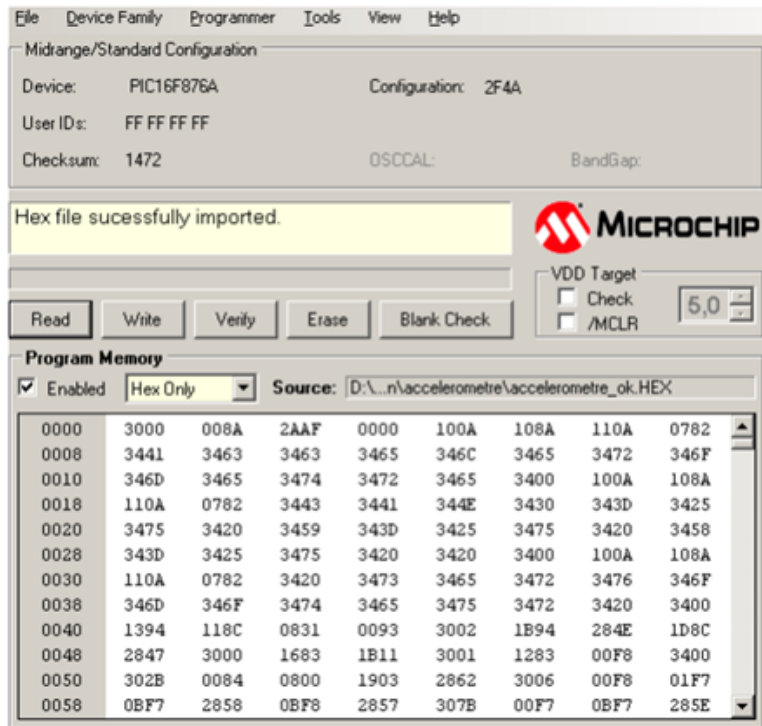 File Device Family Programmer Tools View Help
Midrange/Standard Configuration
Device: PIC16F876A Configuration: 2F4A
User IDs: FF FF FF FF
Checksum: 1472 OSCCAL: BandGap:
Hex file sucessfully imported.
MICROCHIP
VDD Target
Check
/MCLR
5,0
Read Write Verify Erase Blank Check
Program Memory
Enabled Hex Only Source: D:\...n\accelerometre\accelerometre_ok.HEX
0000 3000 008A 2AAF 0000 100A 108A 110A 0782
0008 3441 3463 3463 3465 346C 3465 3472 346F
0010 346D 3465 3474 3472 3465 3400 100A 108A
0018 110A 0782 3443 3441 344E 3430 343D 3425
0020 3475 3420 3459 343D 3425 3475 3420 3458
0028 343D 3425 3475 3420 3420 3400 100A 108A
0030 110A 0782 3420 3473 3465 3472 3476 346F
0038 346D 346F 3474 3465 3475 3472 3420 3400
0040 1394 118C 0831 0093 3002 1B94 284E 1D8C
0048 2847 3000 1683 1B11 3001 1283 00F8 3400
0050 302B 0084 0800 1903 2862 3006 00F8 01F7
0058 0BF7 2858 0BF8 2857 307B 00F7 0BF7 285E